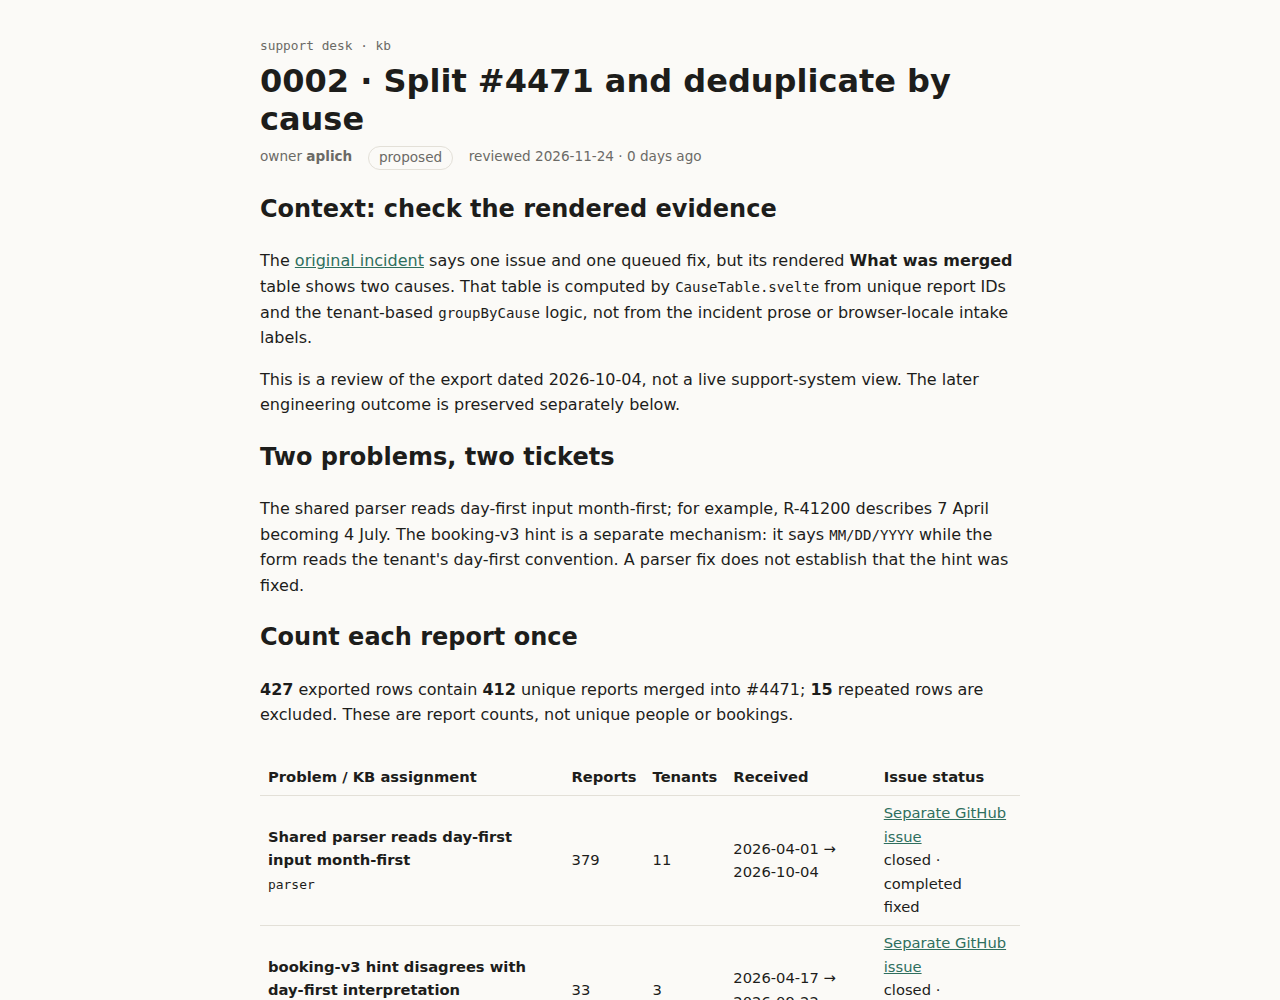 support desk · kb
0002 · Split #4471 and deduplicate by
cause
owner aplich proposed reviewed 2026-11-24 · 0 days ago
Context: check the rendered evidence
The original incident says one issue and one queued fix, but its rendered What was merged
table shows two causes. That table is computed by CauseTable.svelte from unique report IDs
and the tenant-based groupByCause logic, not from the incident prose or browser-locale intake
labels.
This is a review of the export dated 2026-10-04, not a live support-system view. The later
engineering outcome is preserved separately below.
Two problems, two tickets
The shared parser reads day-first input month-first; for example, R-41200 describes 7 April
becoming 4 July. The booking-v3 hint is a separate mechanism: it says MM/DD/YYYY while the
form reads the tenant's day-first convention. A parser fix does not establish that the hint was
fixed.
Count each report once
427 exported rows contain 412 unique reports merged into #4471; 15 repeated rows are
excluded. These are report counts, not unique people or bookings.
Problem / KB assignment Reports Tenants Received Issue status
Shared parser reads day-first
input month-first
parser
379
11
2026-04-01 →
2026-10-04
Separate GitHub
issue
closed ·
completed
fixed
booking-v3 hint disagrees with
day-first interpretation
33
3
2026-04-17 →
Separate GitHub
issue
closed ·